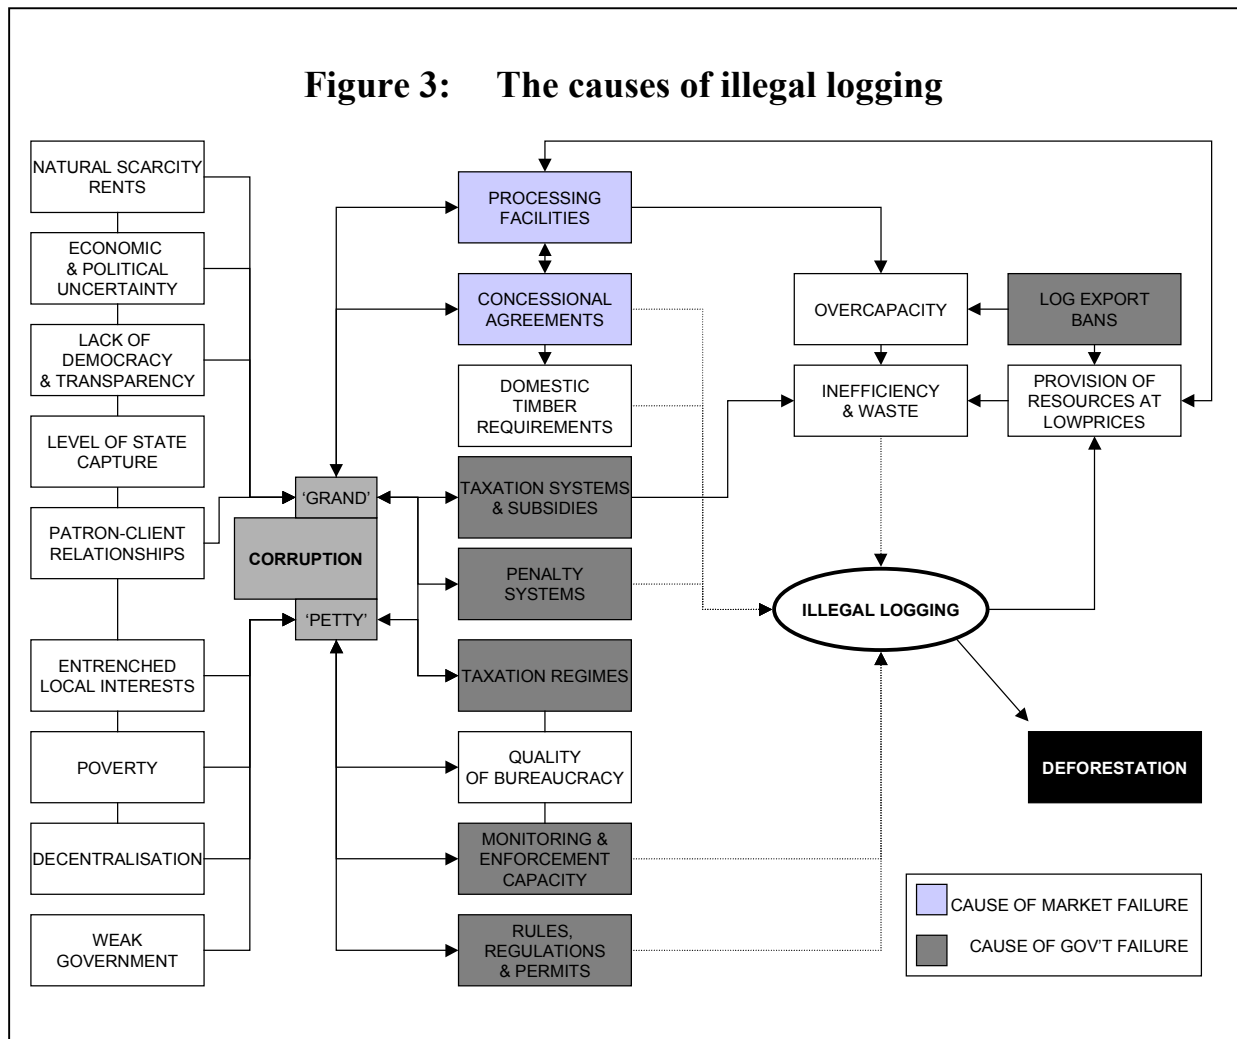 Figure 3: The causes of illegal logging
NATURAL SCARCITY
RENTS
ECONOMIC
& POLITICAL
UNCERTAINTY
LACK OF
DEMOCRACY
& TRANSPARENCY
LEVEL OF STATE
CAPTURE
PATRON-CLIENT
RELATIONSHIPS
ENTRENCHED
LOCAL INTERESTS
POVERTY
DECENTRALISATION
WEAK
GOVERNMENT
‘GRAND’
CORRUPTION
‘PETTY’
PROCESSING
FACILITIES
CONCESSIONAL
AGREEMENTS
DOMESTIC
TIMBER
REQUIREMENTS
TAXATION SYSTEMS
& SUBSIDIES
PENALTY
SYSTEMS
TAXATION REGIMES
QUALITY
OF BUREAUCRACY
MONITORING &
ENFORCEMENT
CAPACITY
RULES,
REGULATIONS
& PERMITS
OVERCAPACITY
INEFFICIENCY
& WASTE
LOG EXPORT
BANS
PROVISION OF
RESOURCES AT
LOWPRICES
ILLEGAL LOGGING
DEFORESTATION
CAUSE OF MARKET FAILURE
CAUSE OF GOV'T FAILURE